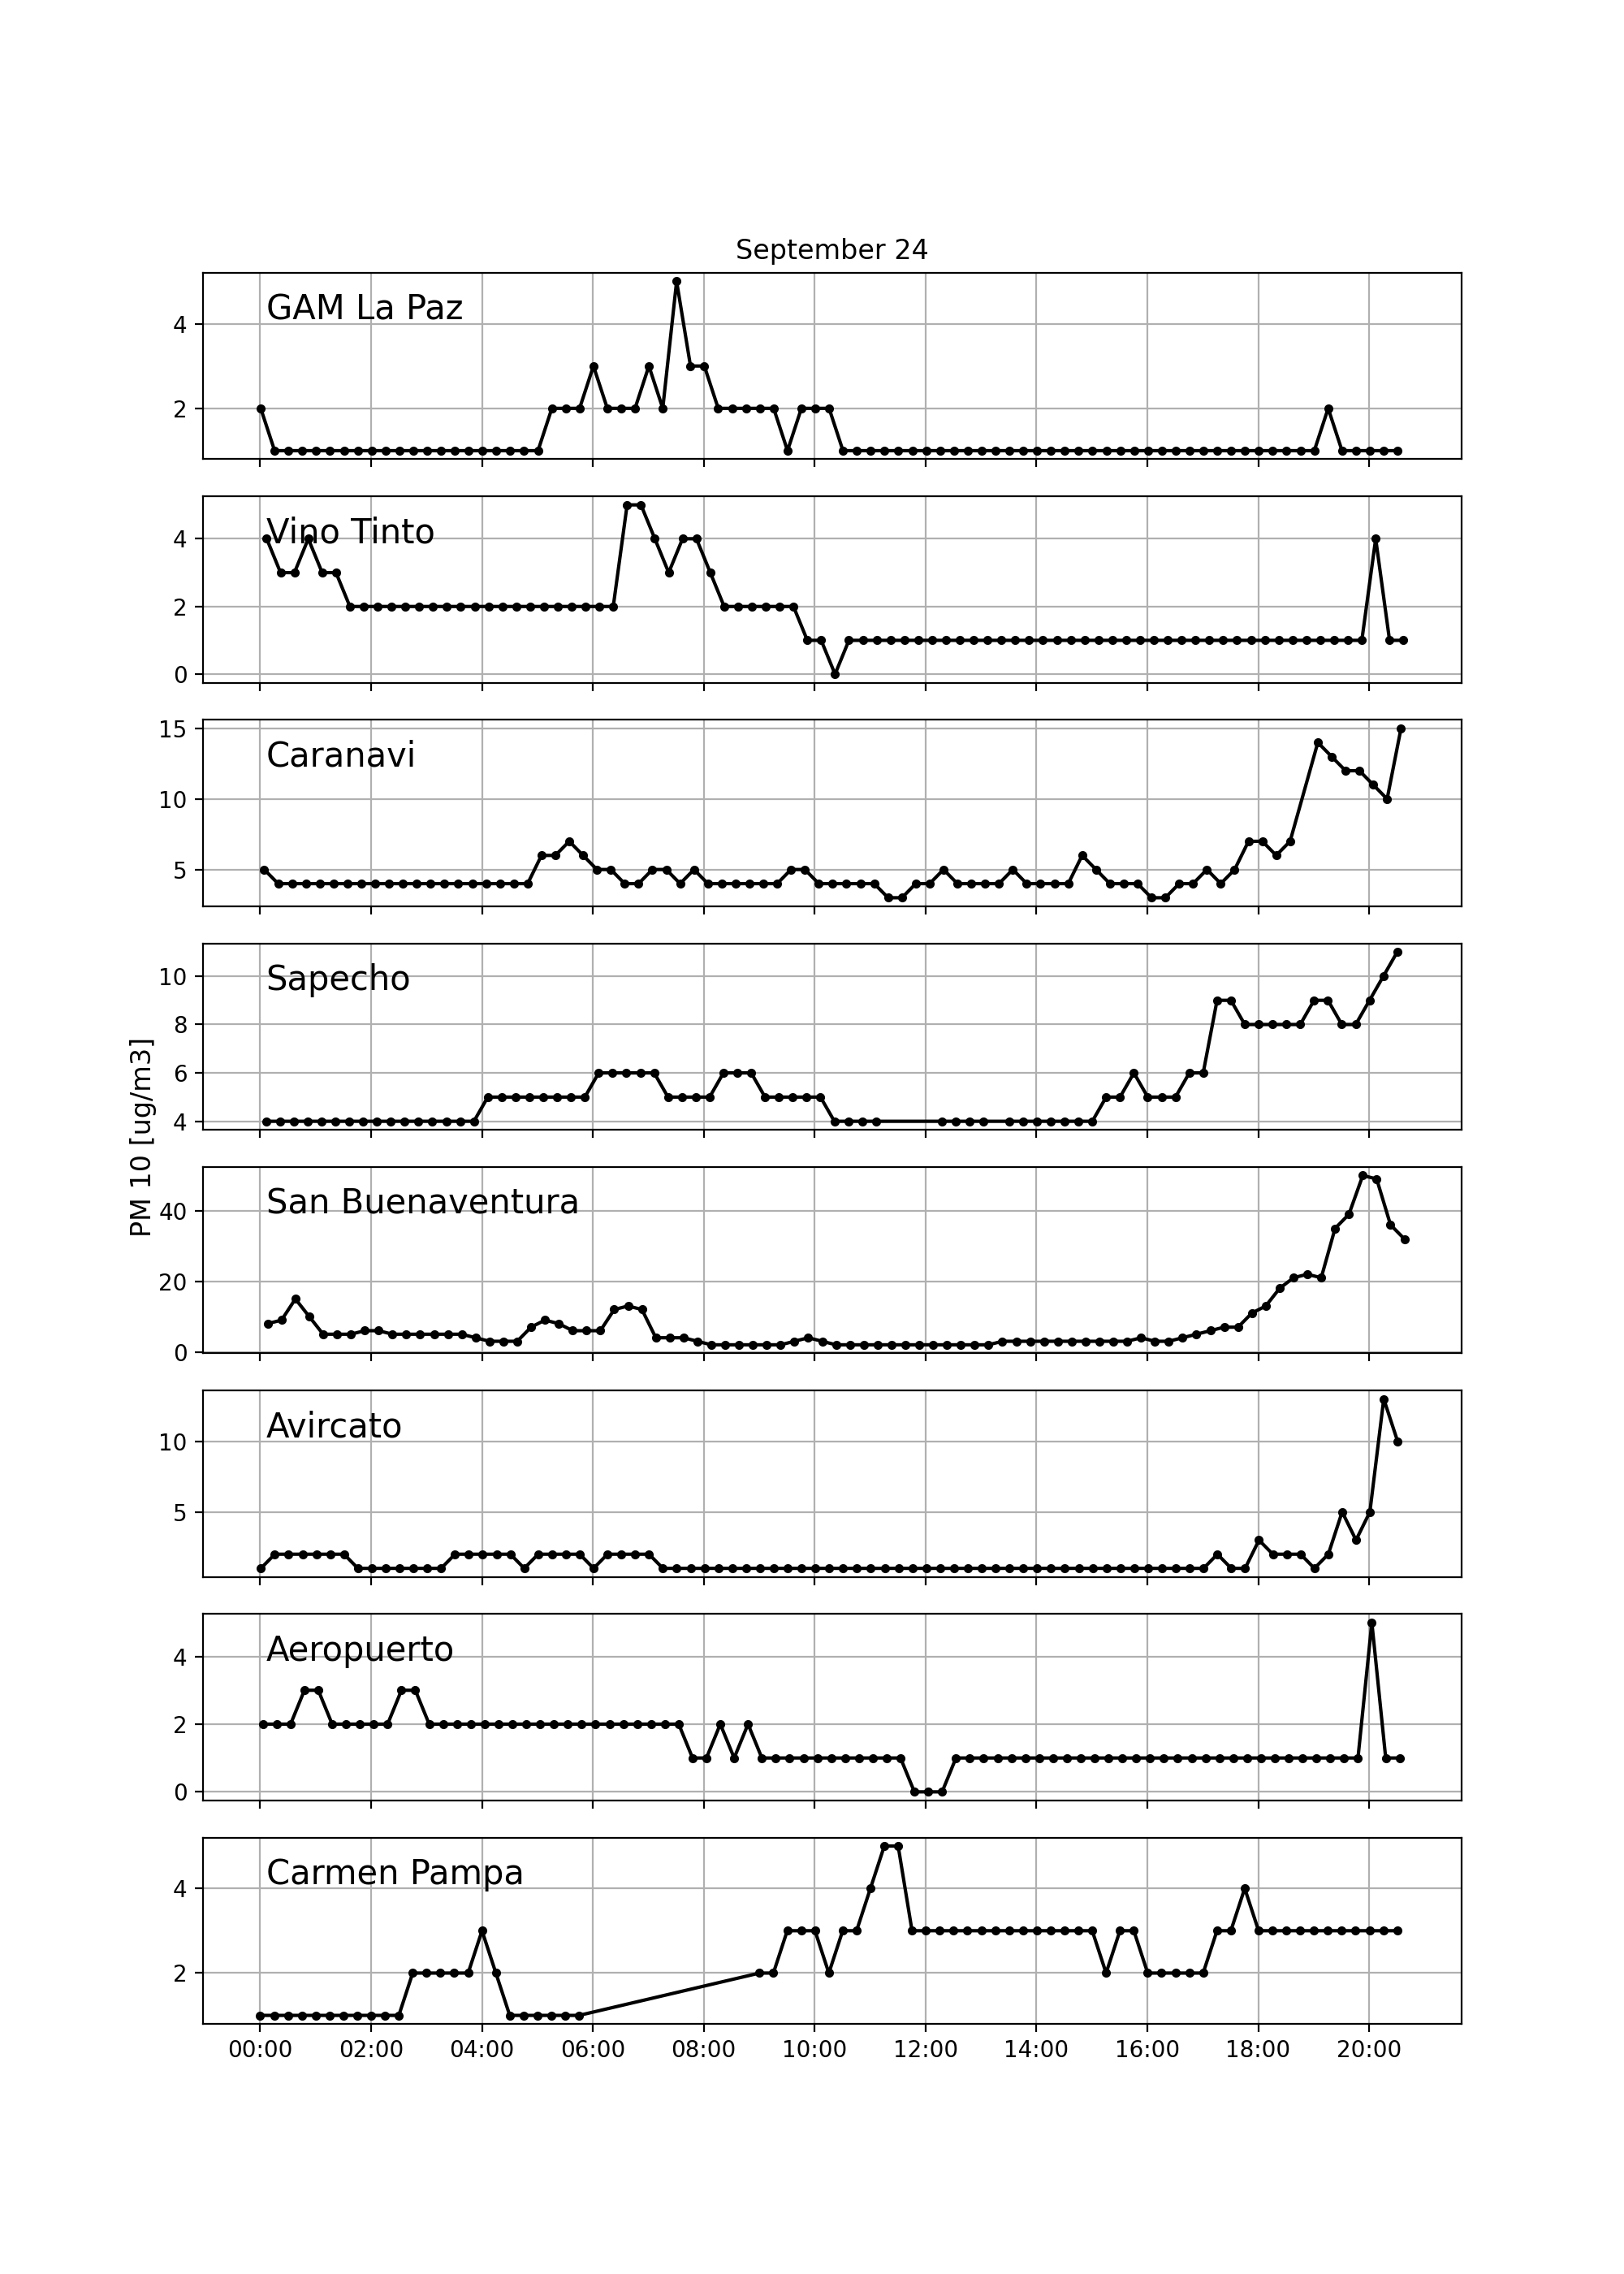 September 24
GAM La Paz
4
2
Vino Tinto
4
2
0
Caranavi
15
10
5
Sapecho
10
8
6
4
PM 10 [ug/m3]
San Buenaventura
40
20
0
Avircato
10
5
Aeropuerto
4
2
0
Carmen Pampa
4
2
00:00 02:00 04:00 06:00 08:00 10:00 12:00 14:00 16:00 18:00 20:00